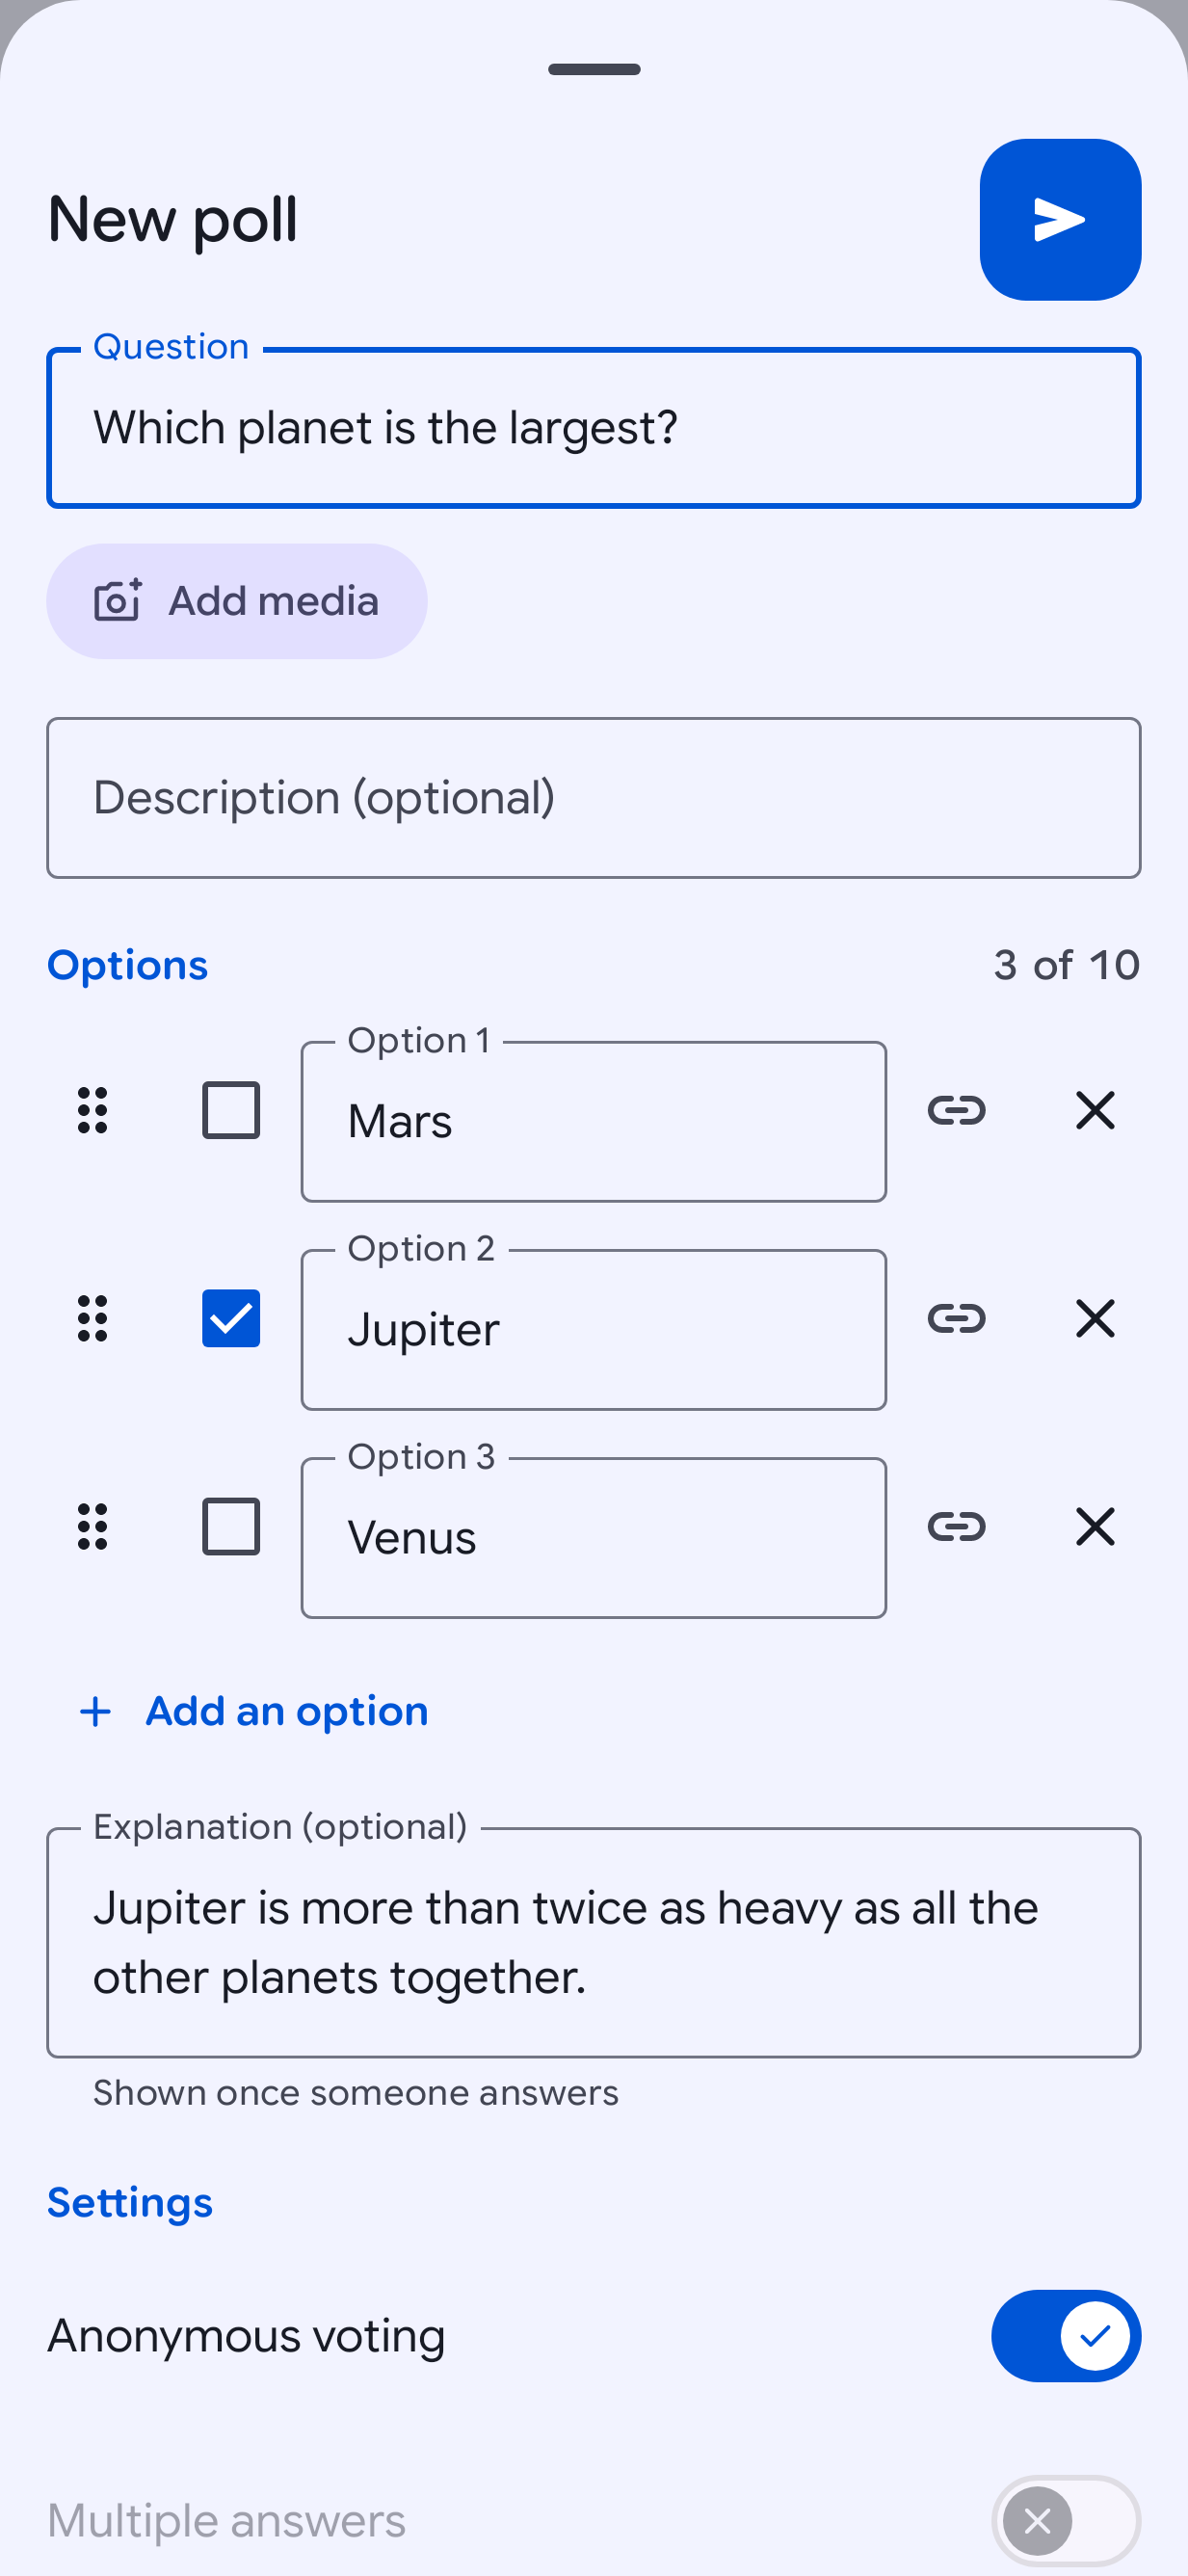 New poll
Question
Which planet is the largest?
Add media
Description (optional)
Options
3 of 10
Option 1
Mars
Option 2
Jupiter
Option 3
Venus
Add an option
Explanation (optional)
Jupiter is more than twice as heavy as all the
other planets together.
Shown once someone answers
Settings
Anonymous voting
Multiple answers